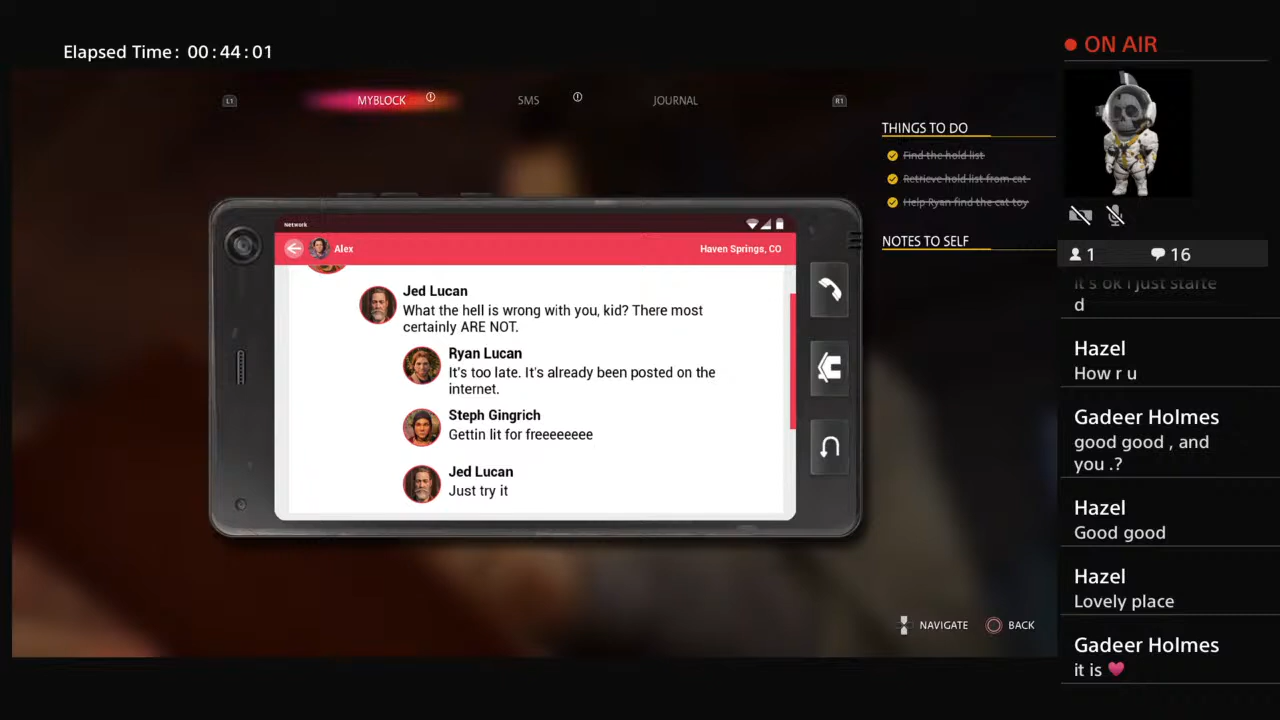 Elapsed Time: 00:44:01
ON AIR
L1
MYBLOCK
SMS
JOURNAL
R1
THINGS TO DO
Find the hold list
Retrieve hold list from cat
Help Ryan find the cat toy
NOTES TO SELF
Network
Alex
Haven Springs, CO
Jed Lucan
What the hell is wrong with you, kid? There most
certainly ARE NOT.
Ryan Lucan
It's too late. It's already been posted on the
internet.
Steph Gingrich
Gettin lit for freeeeeeee
Jed Lucan
Just try it
NAVIGATE
BACK
1
16
it's ok i just starte
d
Hazel
How r u
Gadeer Holmes
good good , and
you .?
Hazel
Good good
Hazel
Lovely place
Gadeer Holmes
it is ❤